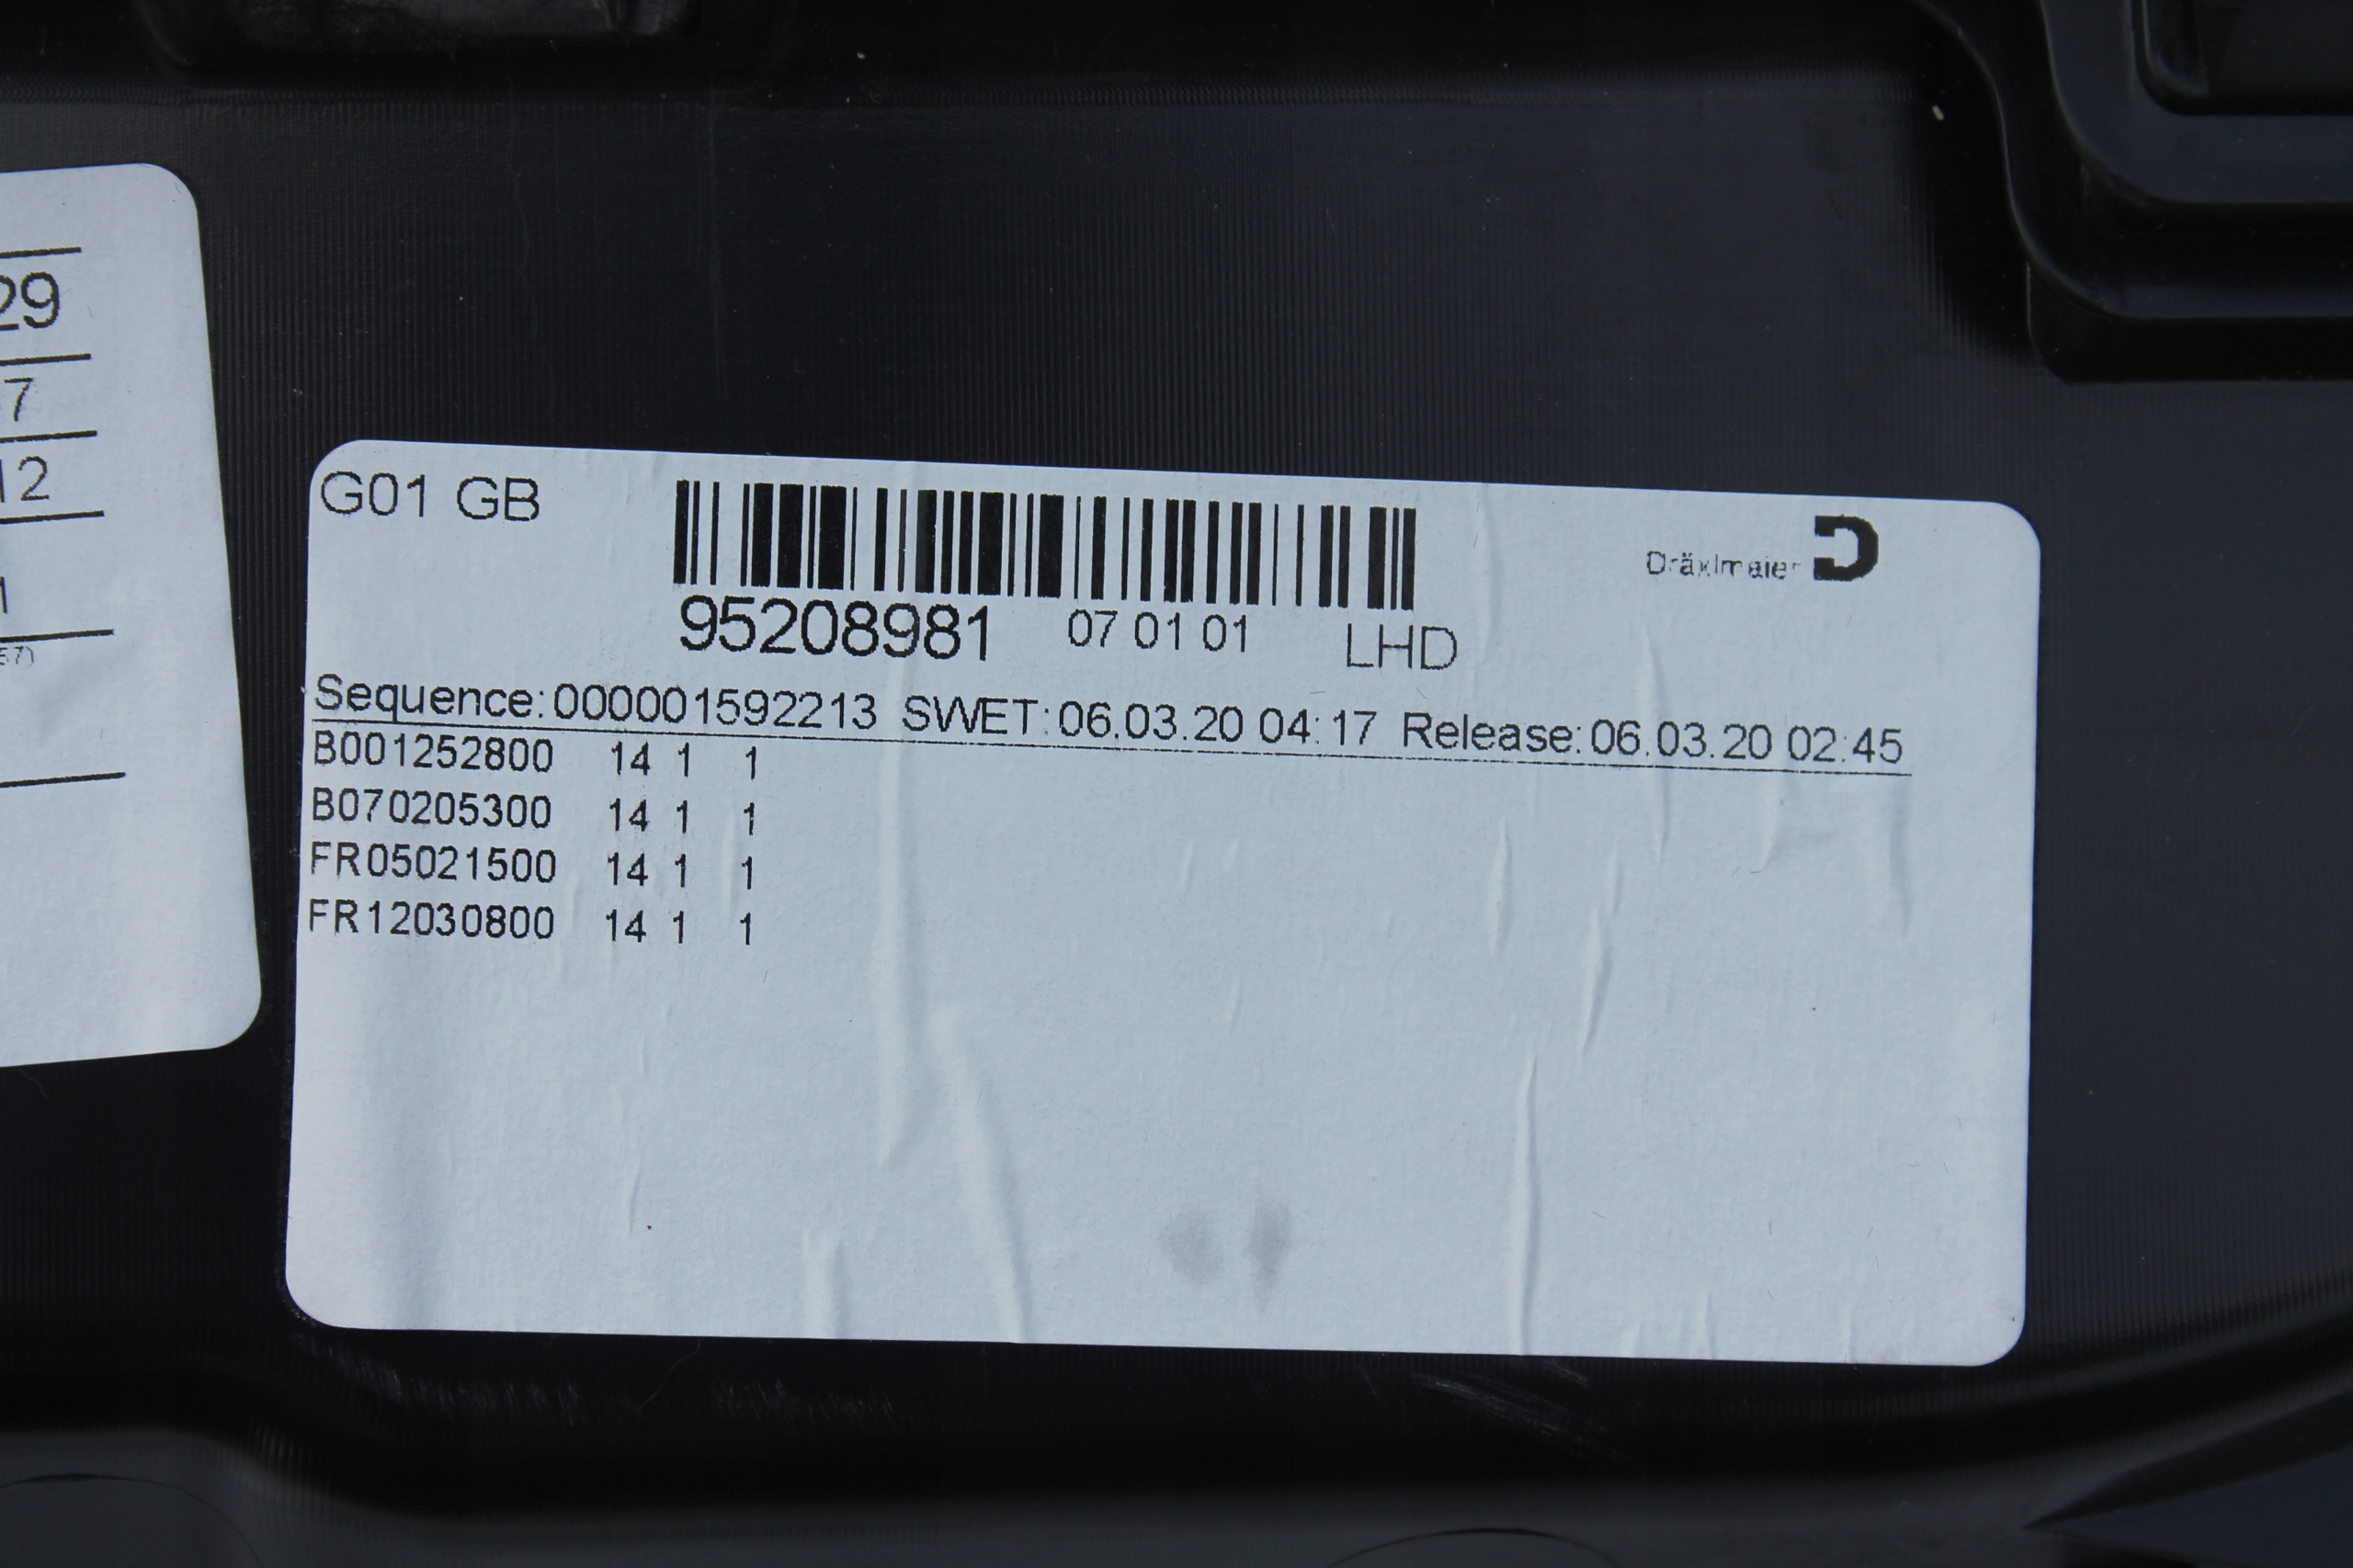 29
7
12
1
57)
G01 GB
Dräxlmaier
95208981 07 01 01 LHD
Sequence:000001592213 SWET:06.03.20 04:17 Release:06.03.20 02:45
B001252800 14 1 1
B070205300 14 1 1
FR05021500 14 1 1
FR12030800 14 1 1